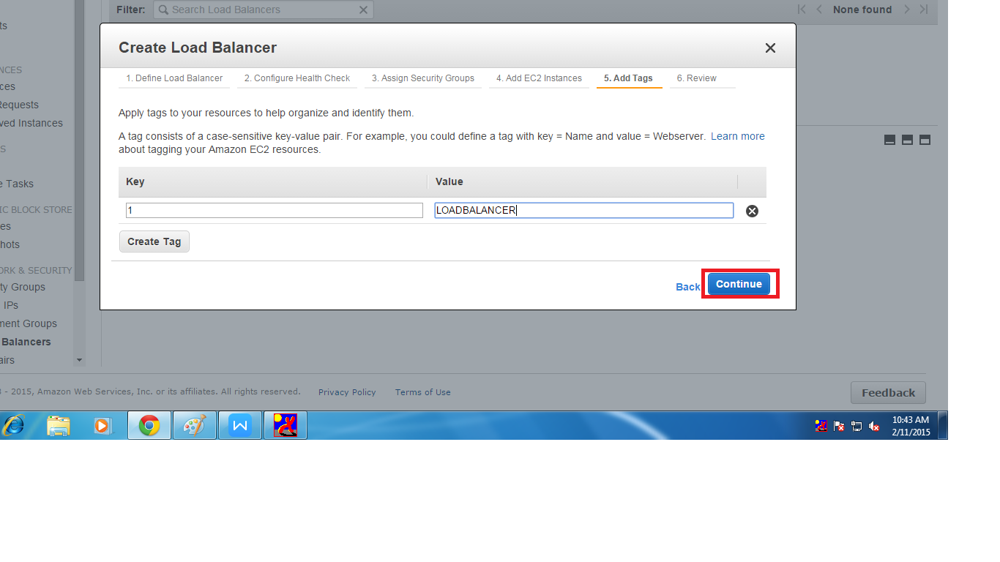 Filter: Search Load Balancers None found
ts
Create Load Balancer
NCES
ces
Requests
ved Instances
S
e Tasks
IC BLOCK STORE
es
hots
ORK & SECURITY
ty Groups
IPs
ment Groups
Balancers
airs
1. Define Load Balancer 2. Configure Health Check 3. Assign Security Groups 4. Add EC2 Instances 5. Add Tags 6. Review
Apply tags to your resources to help organize and identify them.
A tag consists of a case-sensitive key-value pair. For example, you could define a tag with key = Name and value = Webserver. Learn more
about tagging your Amazon EC2 resources.
Key Value
1 LOADBALANCER
Create Tag
Back Continue
- 2015, Amazon Web Services, Inc. or its affiliates. All rights reserved. Privacy Policy Terms of Use
Feedback
10:43 AM
2/11/2015